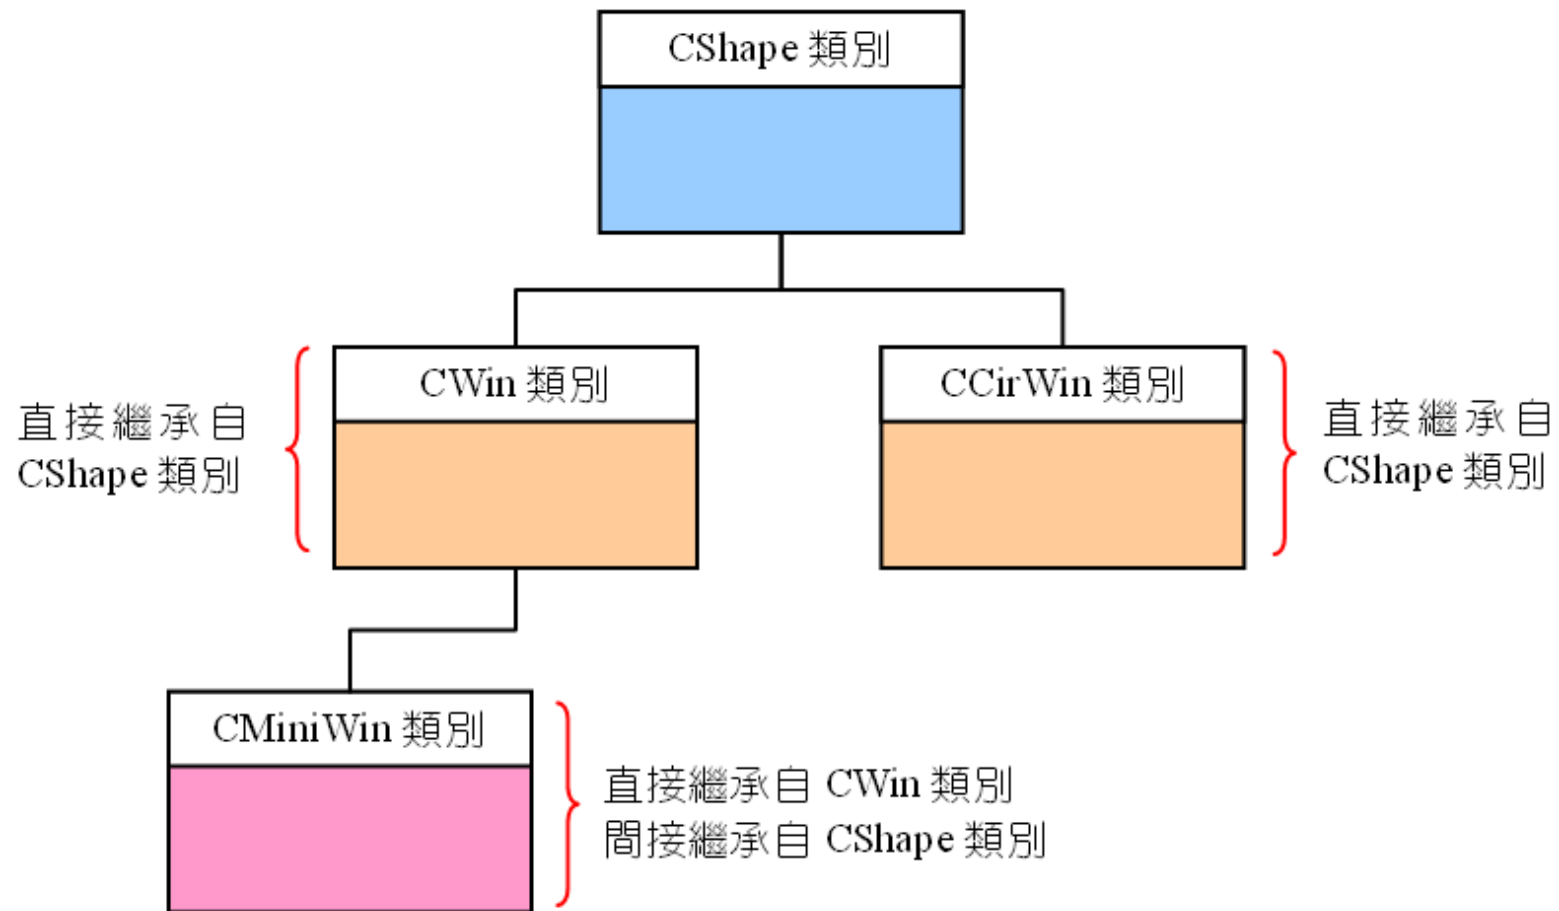 CShape 類別
CWin 類別
CCirWin 類別
直接繼承自
CShape 類別
直接繼承自
CShape 類別
CMiniWin 類別
直接繼承自 CWin 類別
間接繼承自 CShape 類別